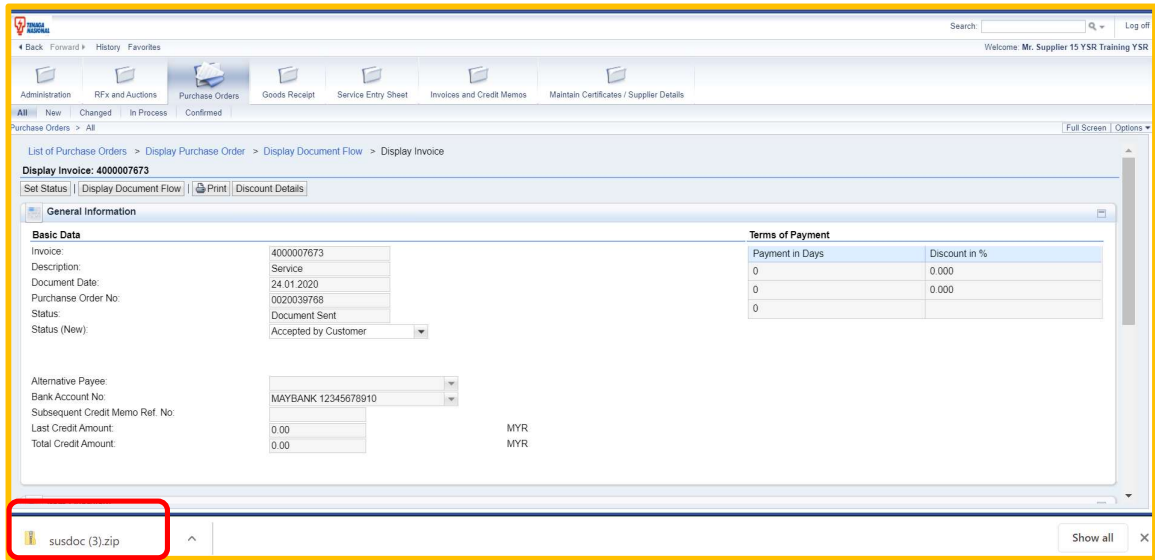 TENAGA NASIONAL
Search:
Log off
Back Forward History Favorites
Welcome: Mr. Supplier 15 YSR Training YSR
Administration RFx and Auctions Purchase Orders Goods Receipt Service Entry Sheet Invoices and Credit Memos Maintain Certificates / Supplier Details
All New Changed In Process Confirmed
Purchase Orders > All
Full Screen Options
List of Purchase Orders > Display Purchase Order > Display Document Flow > Display Invoice
Display Invoice: 4000007673
Set Status | Display Document Flow | Print Discount Details
General Information
Basic Data
Invoice: 4000007673
Description: Service
Document Date: 24.01.2020
Purchanse Order No: 0020039768
Status: Document Sent
Status (New): Accepted by Customer
Alternative Payee:
Bank Account No: MAYBANK 12345678910
Subsequent Credit Memo Ref. No:
Last Credit Amount: 0.00 MYR
Total Credit Amount: 0.00 MYR
Terms of Payment
Payment in Days Discount in %
0 0.000
0 0.000
0
susdoc (3).zip
Show all